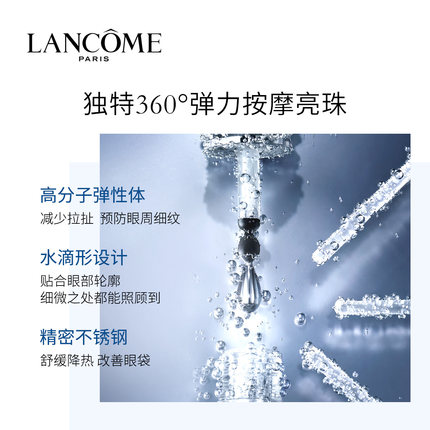 LANCÔME
PARIS
独特360°弹力按摩亮珠
高分子弹性体
减少拉扯 预防眼周细纹
水滴形设计
贴合眼部轮廓
细微之处都能照顾到
精密不锈钢
舒缓降热 改善眼袋